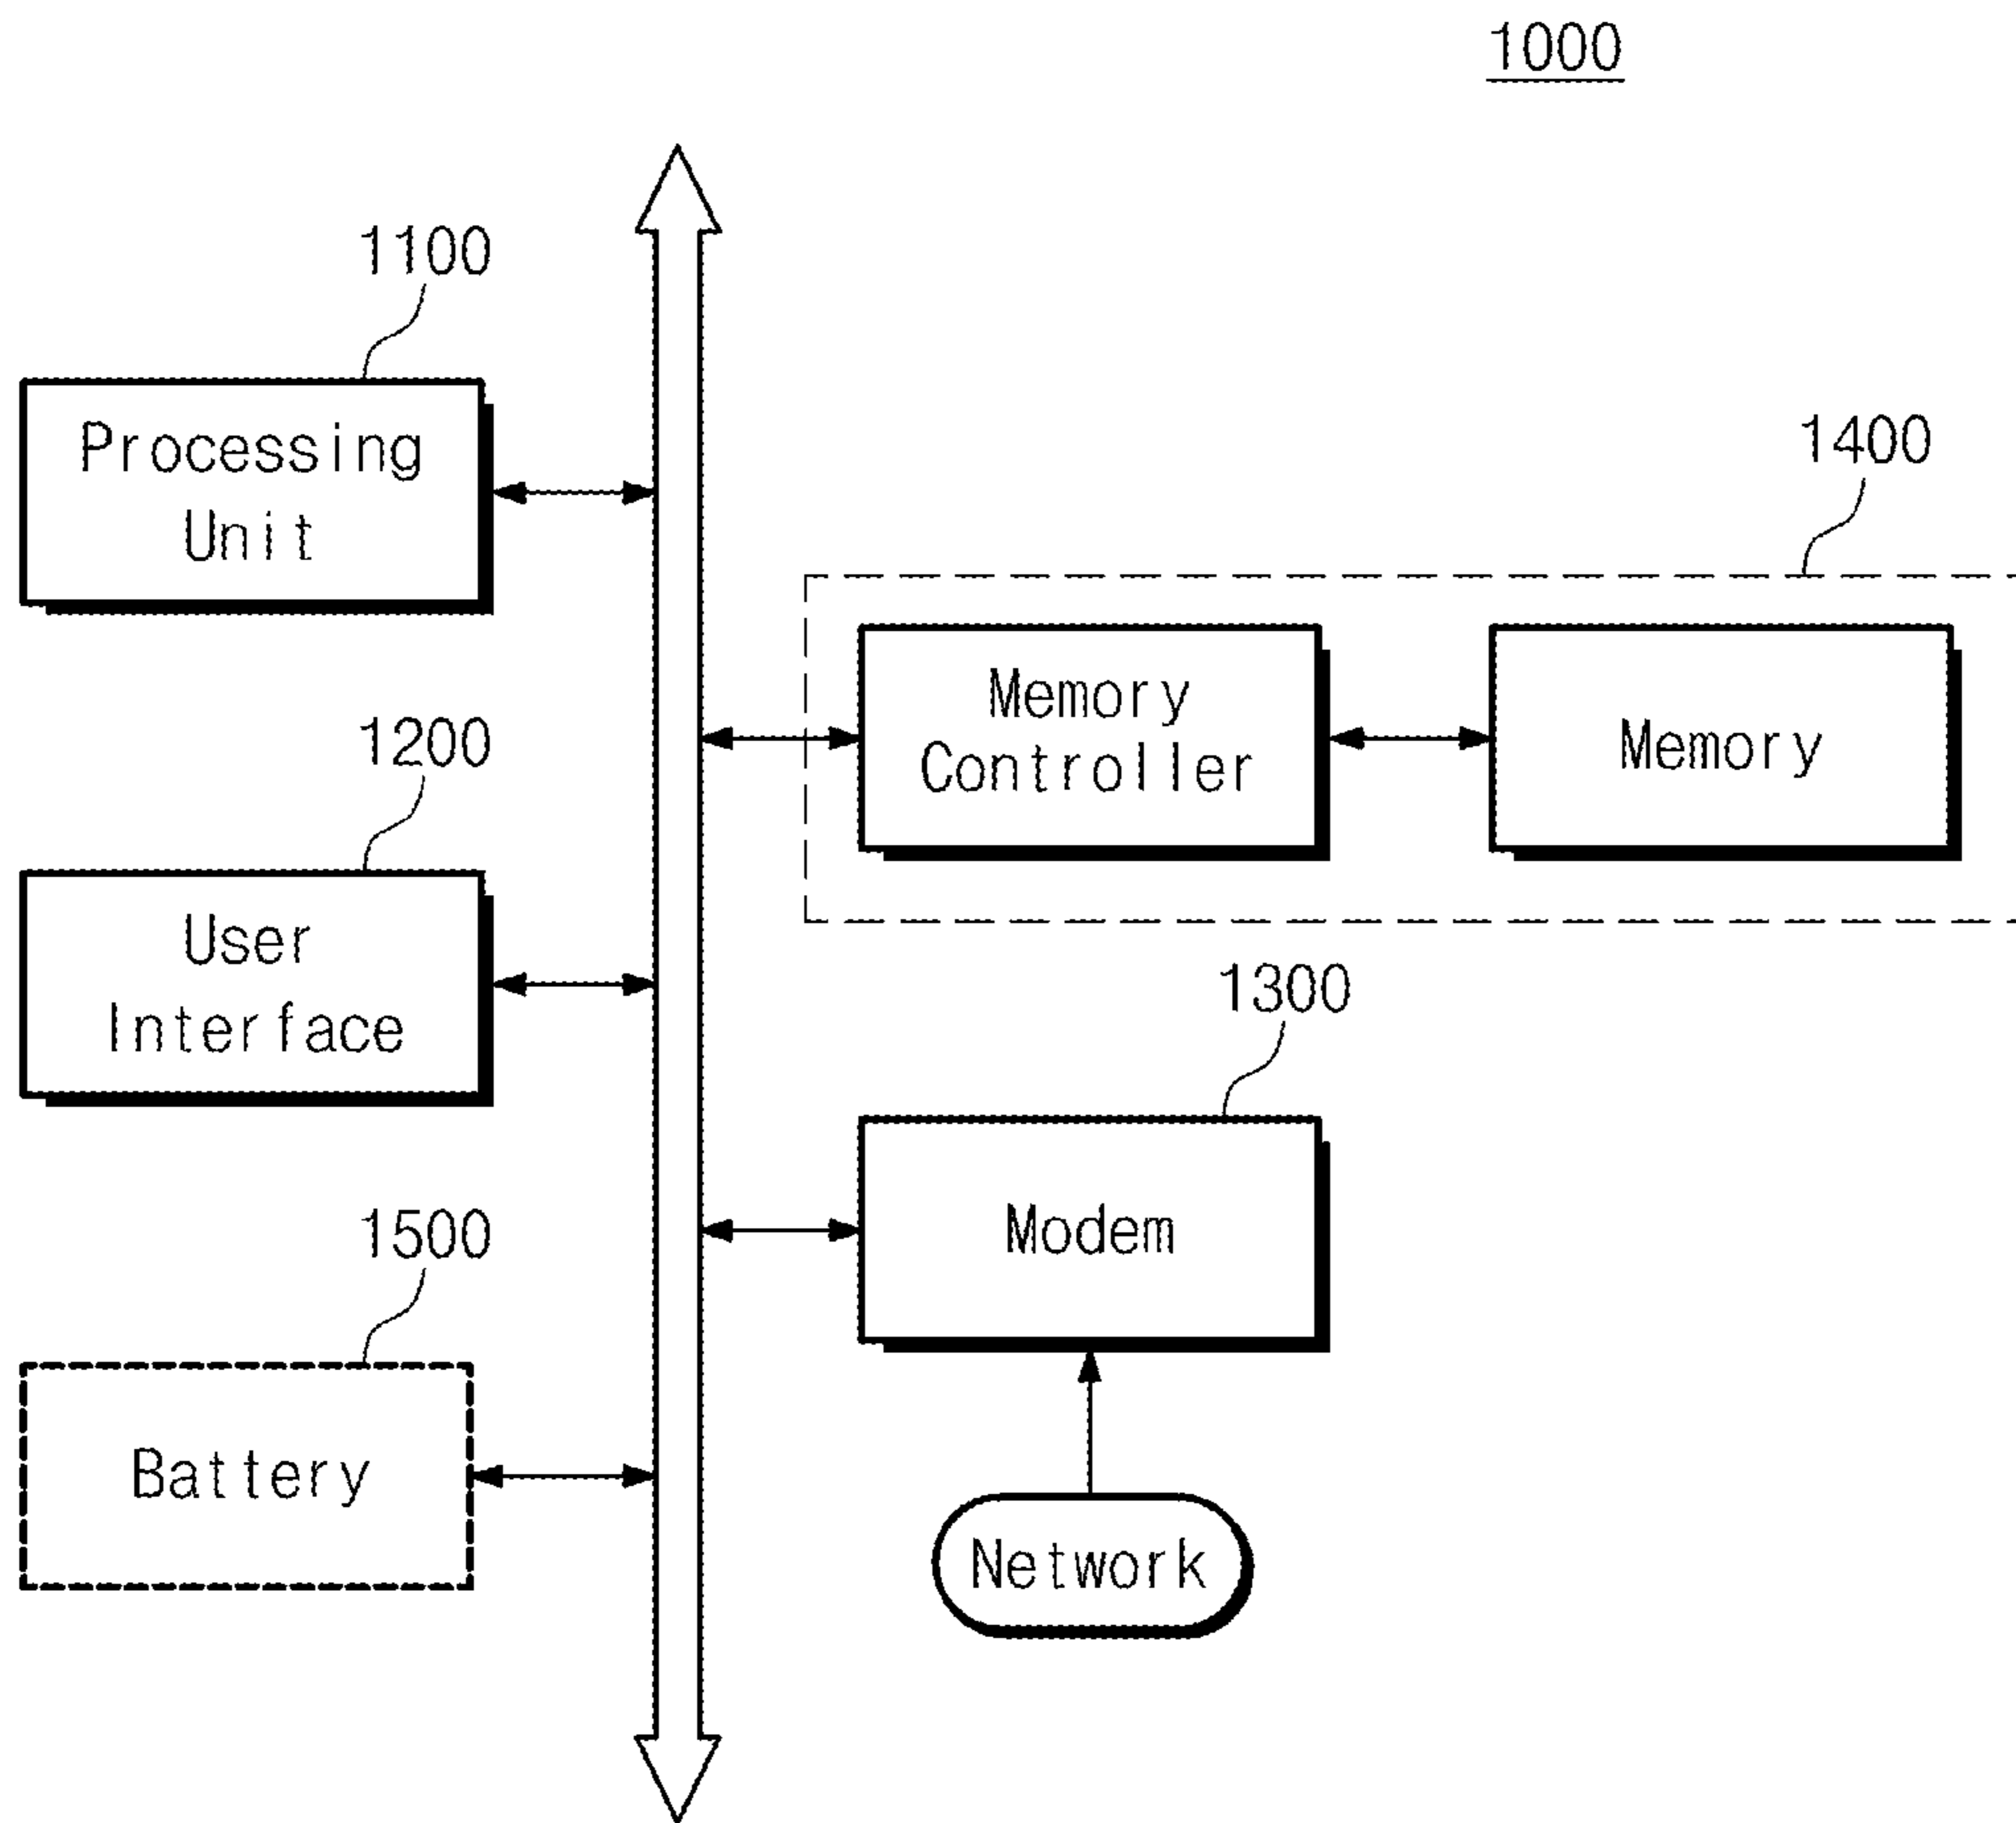 1000
1100
Processing
Unit
1400
Memory
Controller
Memory
1200
User
Interface
1300
Modem
1500
Battery
Network